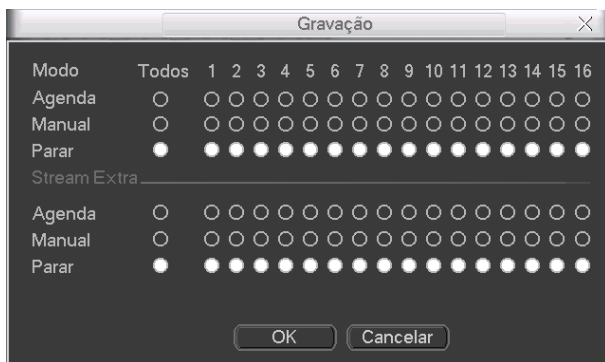 Gravação
Modo Todos 1 2 3 4 5 6 7 8 9 10 11 12 13 14 15 16
Agenda
Manual
Parar
Stream Extra
Agenda
Manual
Parar
OK Cancelar